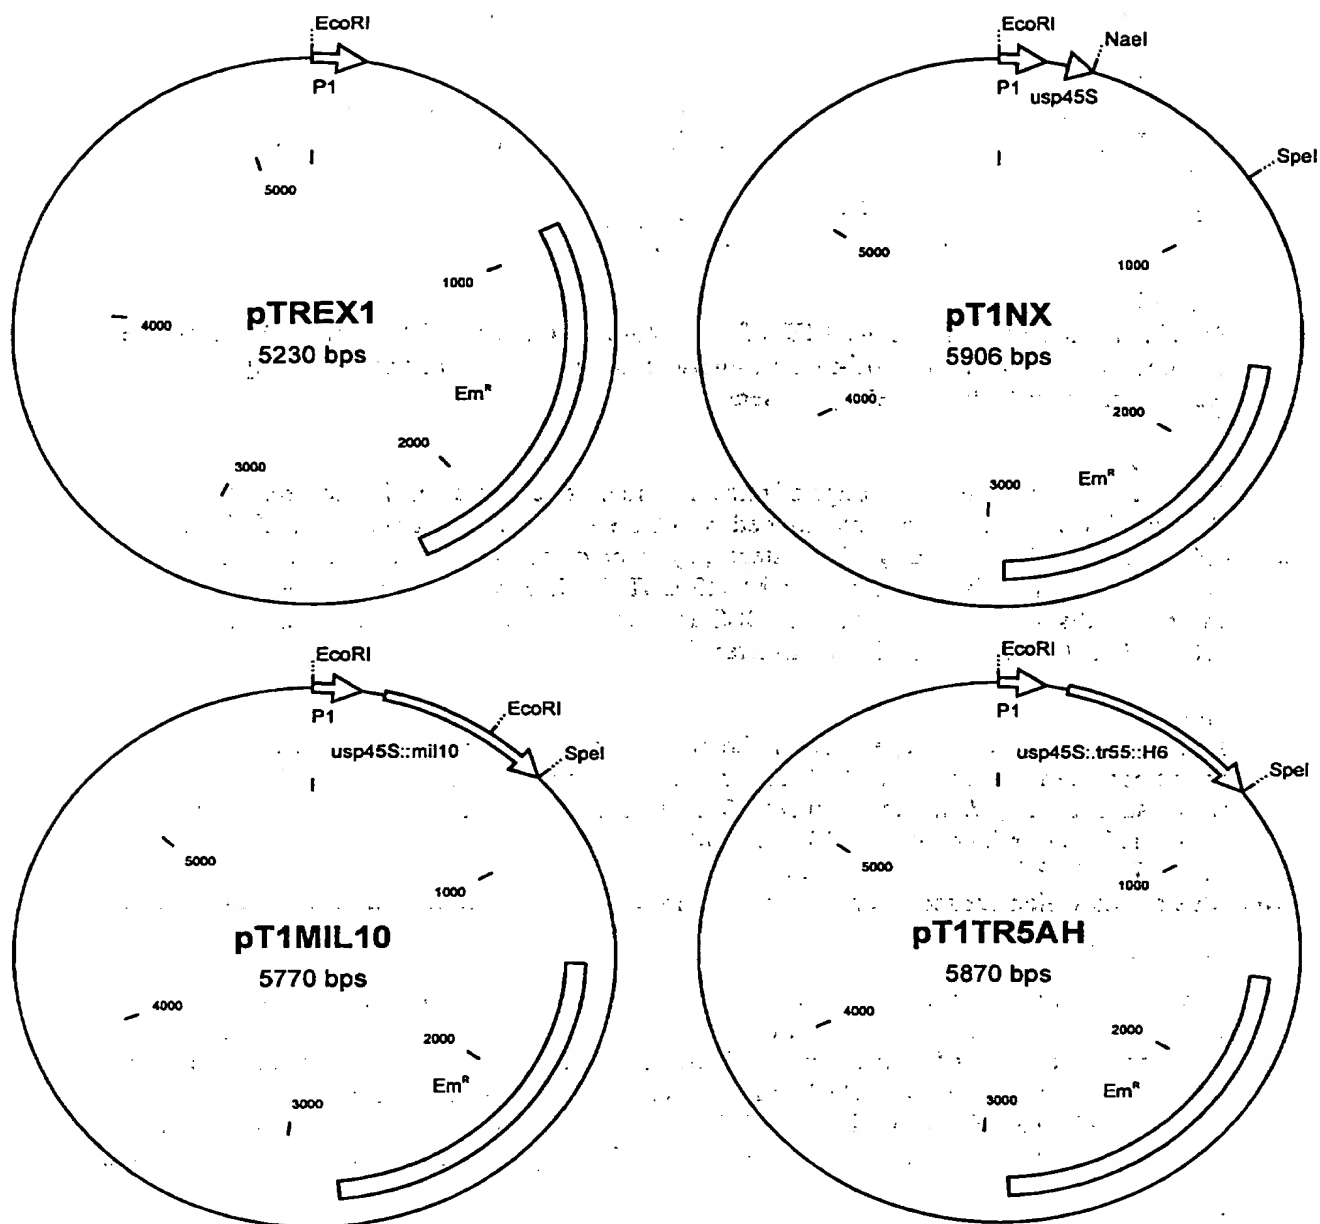 EcoRI
P1
5000
1000
pTREX1
5230 bps
4000
Em^R
2000
3000
EcoRI
NaeI
P1
usp45S
SpeI
5000
1000
pT1NX
5906 bps
4000
2000
3000
Em^R
EcoRI
P1
EcoRI
usp45S::mil10
SpeI
5000
1000
pT1MIL10
5770 bps
4000
2000
Em^R
3000
EcoRI
P1
usp45S::tr55::H6
SpeI
5000
1000
pT1TR5AH
5870 bps
4000
2000
3000
Em^R